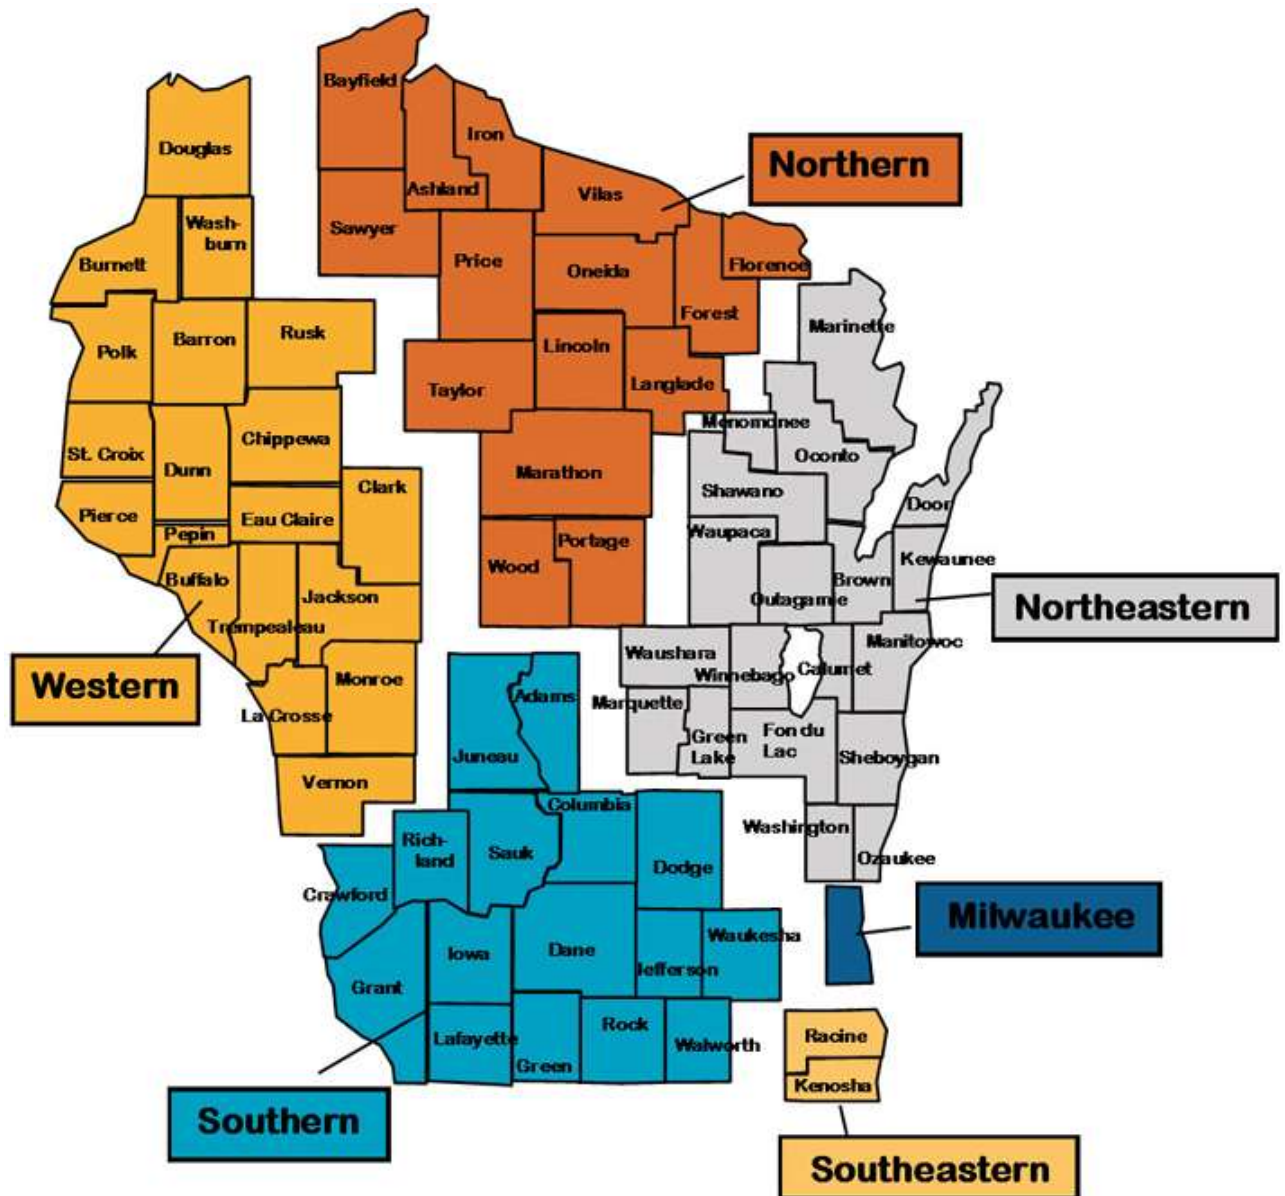 Bayfield
Iron
Douglas
Northern
Ashland
Vilas
Sawyer
Wash-
burn
Burnett
Price
Oneida
Florence
Forest
Marinette
Rusk
Barron
Polk
Lincoln
Taylor
Langlade
Menomonee
Chippewa
St. Croix
Dunn
Oconto
Marathon
Clark
Shawano
Door
Pierce
Eau Claire
Pepin
Waupaca
Portage
Wood
Kewaunee
Buffalo
Brown
Jackson
Outagamie
Northeastern
Trempealeau
Manitowoc
Waushara
Winnebago
Calumet
Western
Monroe
Adams
Marquette
La Crosse
Green
Lake
Fon du
Lac
Juneau
Sheboygan
Vernon
Columbia
Washington
Rich-
land
Sauk
Ozaukee
Dodge
Crawford
Milwaukee
Waukesha
Iowa
Dane
Jefferson
Grant
Rock
Lafayette
Walworth
Racine
Green
Kenosha
Southern
Southeastern